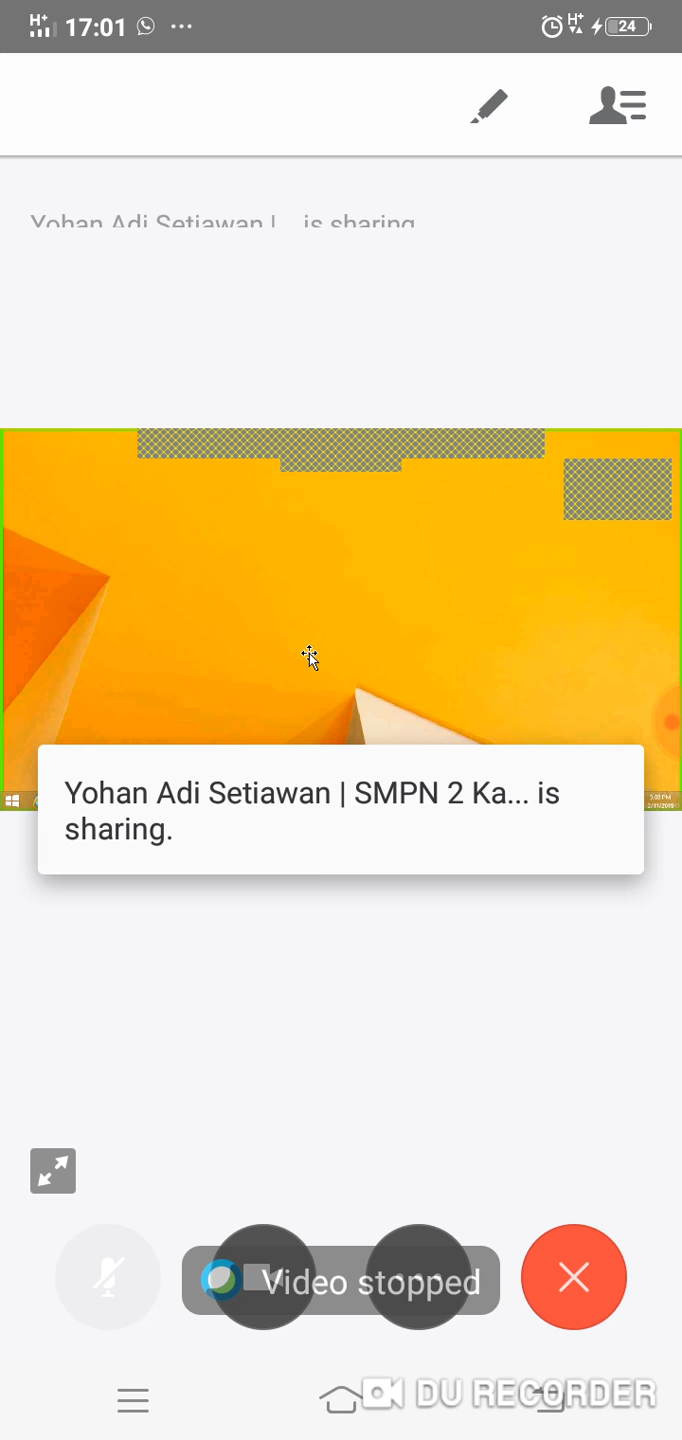 H+ 17:01 ... H+ 24
Yohan Adi Setiawan | is sharing
Yohan Adi Setiawan | SMPN 2 Ka... is
sharing.
Video stopped
DU RECORDER